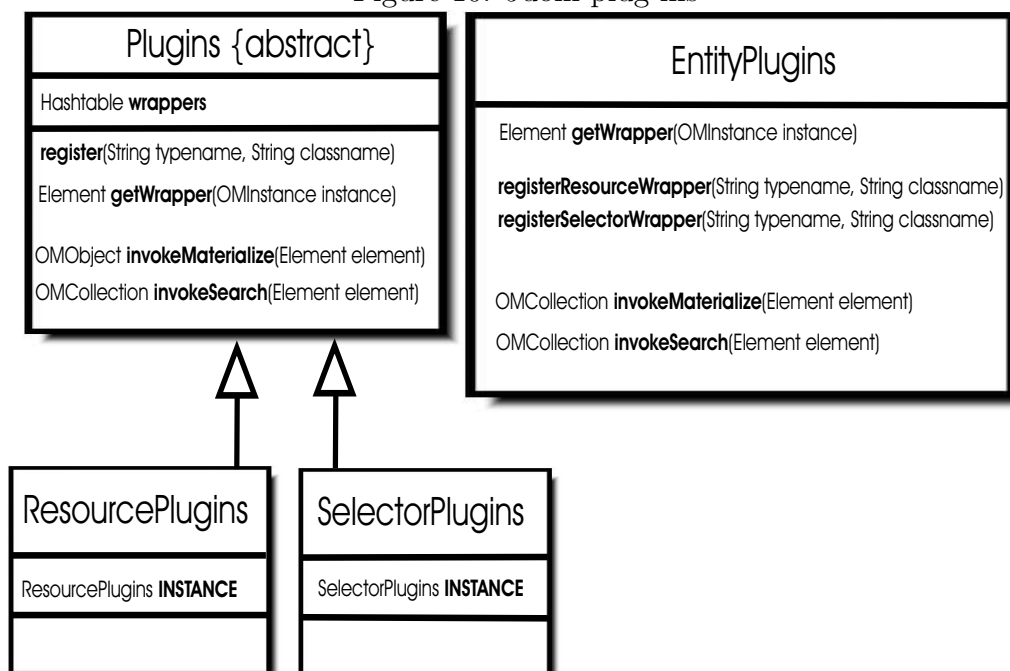 Plugins {abstract}
Hashtable wrappers
register(String typename, String classname)
Element getWrapper(OMInstance instance)
OMObject invokeMaterialize(Element element)
OMCollection invokeSearch(Element element)
EntityPlugins
Element getWrapper(OMInstance instance)
registerResourceWrapper(String typename, String classname)
registerSelectorWrapper(String typename, String classname)
OMCollection invokeMaterialize(Element element)
OMCollection invokeSearch(Element element)
ResourcePlugins
ResourcePlugins INSTANCE
SelectorPlugins
SelectorPlugins INSTANCE